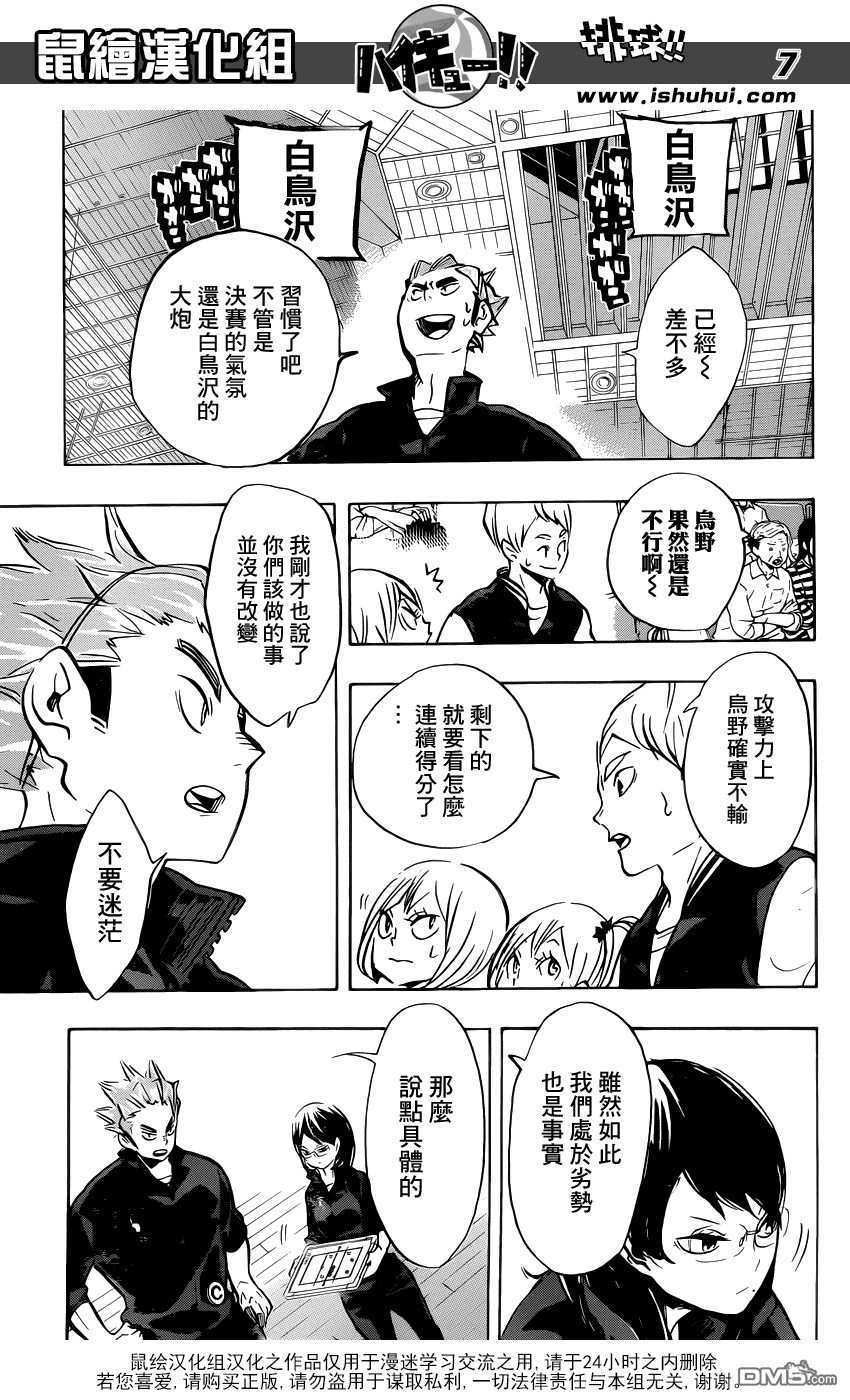 鼠繪漢化組
ハイキュー!!
排球!!
7
www.ishuhui.com
白鳥沢
白鳥沢
已經~
差不多
習慣了吧
不管是
決賽的氣氛
還是白鳥沢的
大炮
烏野
果然還是
不行啊~
攻擊力上
烏野確實不輸
剩下的
就要看怎麼
連續得分了
…
我剛才也說了
你們該做的事
並沒有改變
不要迷茫
雖然如此
我們處於劣勢
也是事實
那麼
說點具體的
C
鼠绘汉化组汉化之作品仅用于漫迷学习交流之用, 请于24小时之内删除
若您喜爱, 请购买正版, 请勿盗用于谋取私利, 一切法律责任与本组无关, 谢谢。
DM5.com